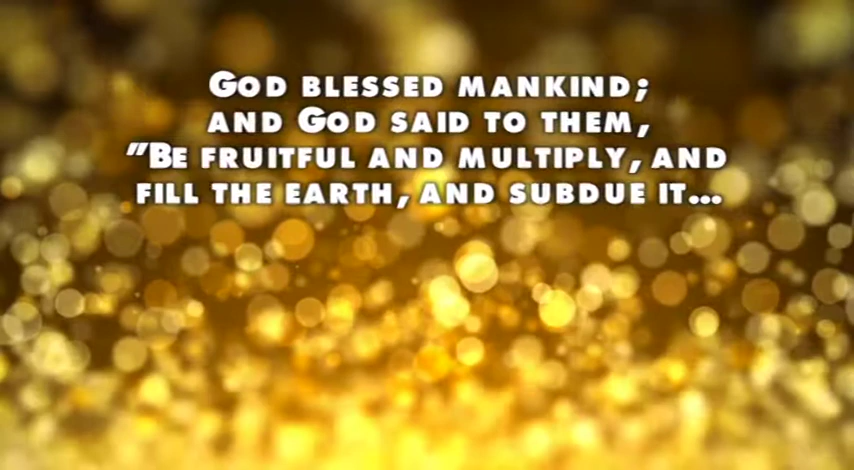 God blessed mankind;
and God said to them,
"Be fruitful and multiply, and
fill the earth, and subdue it...